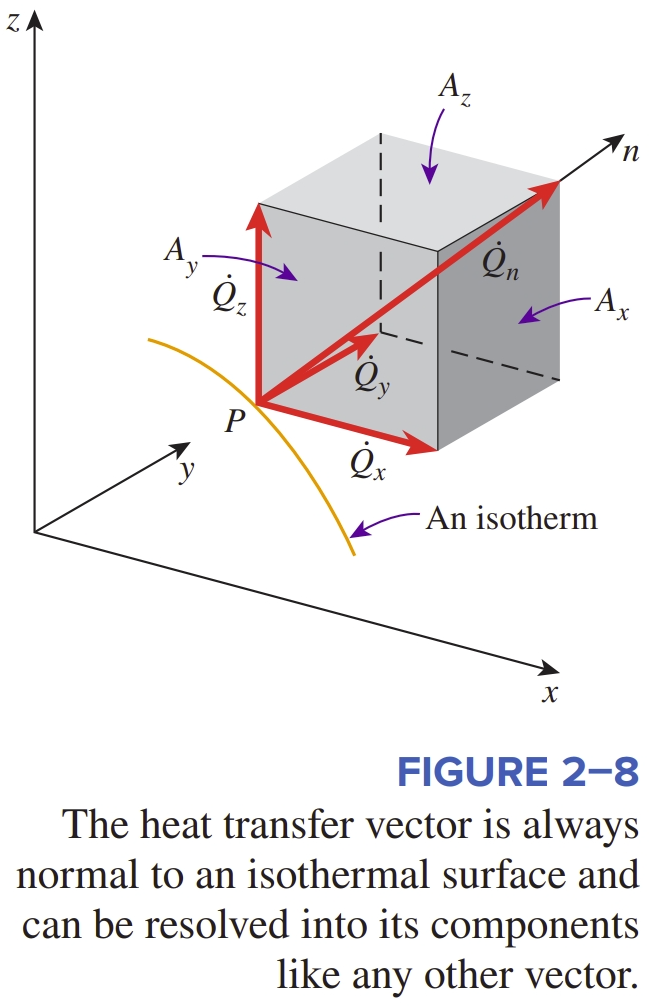 z
A_z
n
A_y
Q̇_n
Q̇_z
A_x
Q̇_y
P
Q̇_x
y
An isotherm
x
FIGURE 2–8
The heat transfer vector is always
normal to an isothermal surface and
can be resolved into its components
like any other vector.